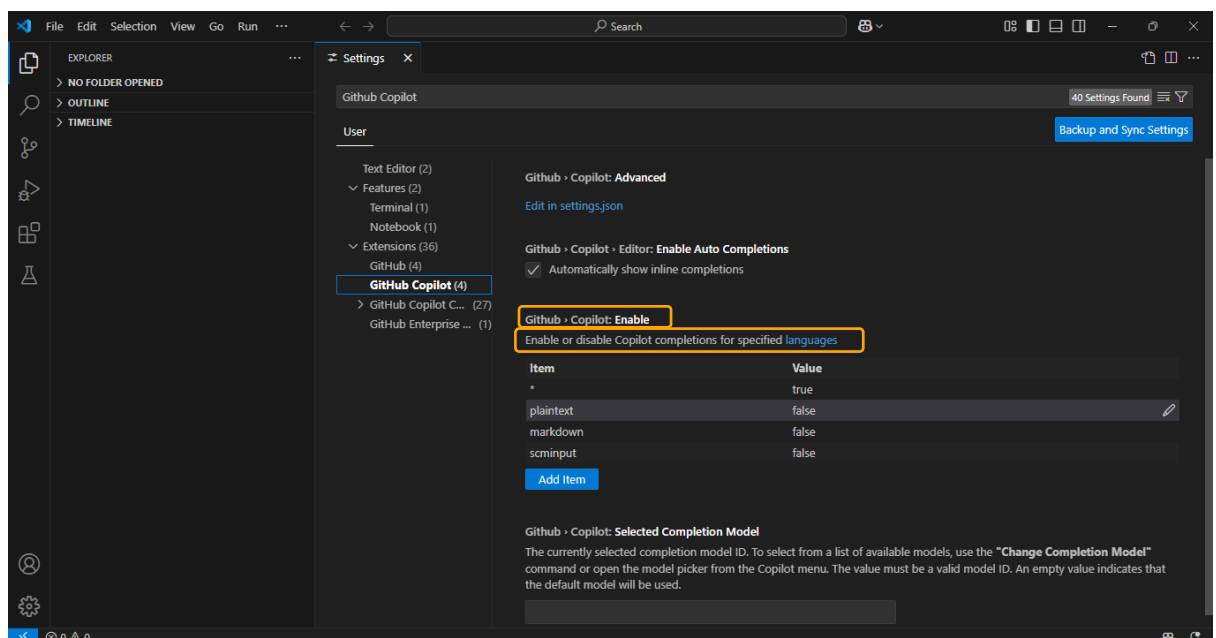 File Edit Selection View Go Run ···
Search
EXPLORER ···
NO FOLDER OPENED
OUTLINE
TIMELINE
Settings
Github Copilot
40 Settings Found
User
Backup and Sync Settings
Text Editor (2)
Features (2)
Terminal (1)
Notebook (1)
Extensions (36)
GitHub (4)
GitHub Copilot (4)
GitHub Copilot C... (27)
GitHub Enterprise ... (1)
Github › Copilot: Advanced
Edit in settings.json
Github › Copilot › Editor: Enable Auto Completions
Automatically show inline completions
Github › Copilot: Enable
Enable or disable Copilot completions for specified languages
Item Value
* true
plaintext false
markdown false
scminput false
Add Item
Github › Copilot: Selected Completion Model
The currently selected completion model ID. To select from a list of available models, use the "Change Completion Model"
command or open the model picker from the Copilot menu. The value must be a valid model ID. An empty value indicates that
the default model will be used.
0 0